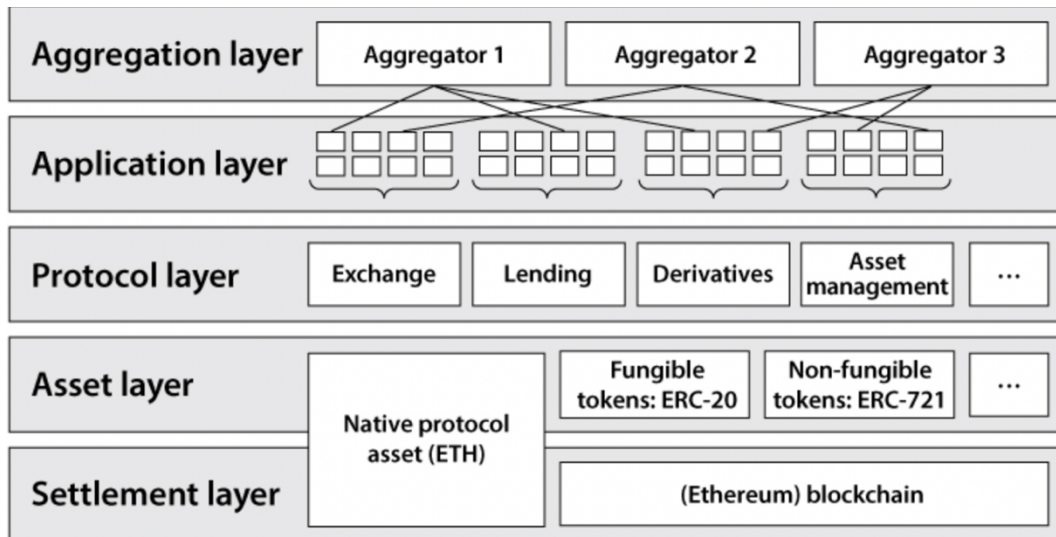 Aggregation layer
Aggregator 1
Aggregator 2
Aggregator 3
Application layer
Protocol layer
Exchange
Lending
Derivatives
Asset
management
...
Asset layer
Native protocol
asset (ETH)
Fungible
tokens: ERC-20
Non-fungible
tokens: ERC-721
...
Settlement layer
(Ethereum) blockchain